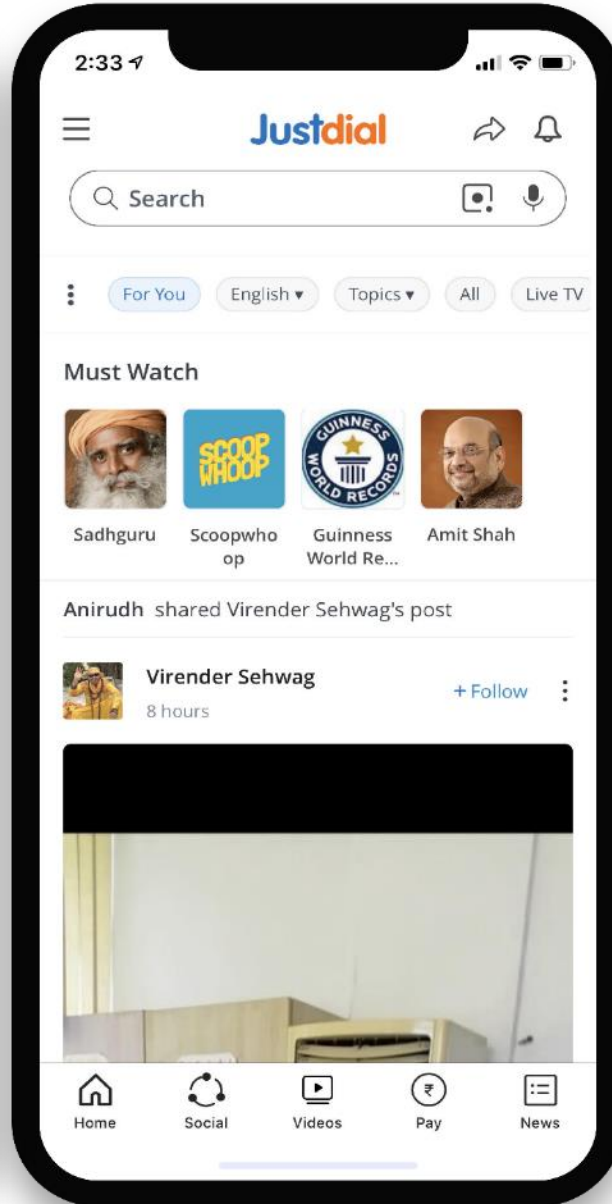 2:33
Justdial
Search
For You
English
Topics
All
Live TV
Must Watch
SCOOP
WHOOP
GUINNESS
WORLD RECORDS
TM
Sadhguru
Scoopwho
op
Guinness
World Re...
Amit Shah
Anirudh shared Virender Sehwag's post
Virender Sehwag
+ Follow
8 hours
₹
Home
Social
Videos
Pay
News